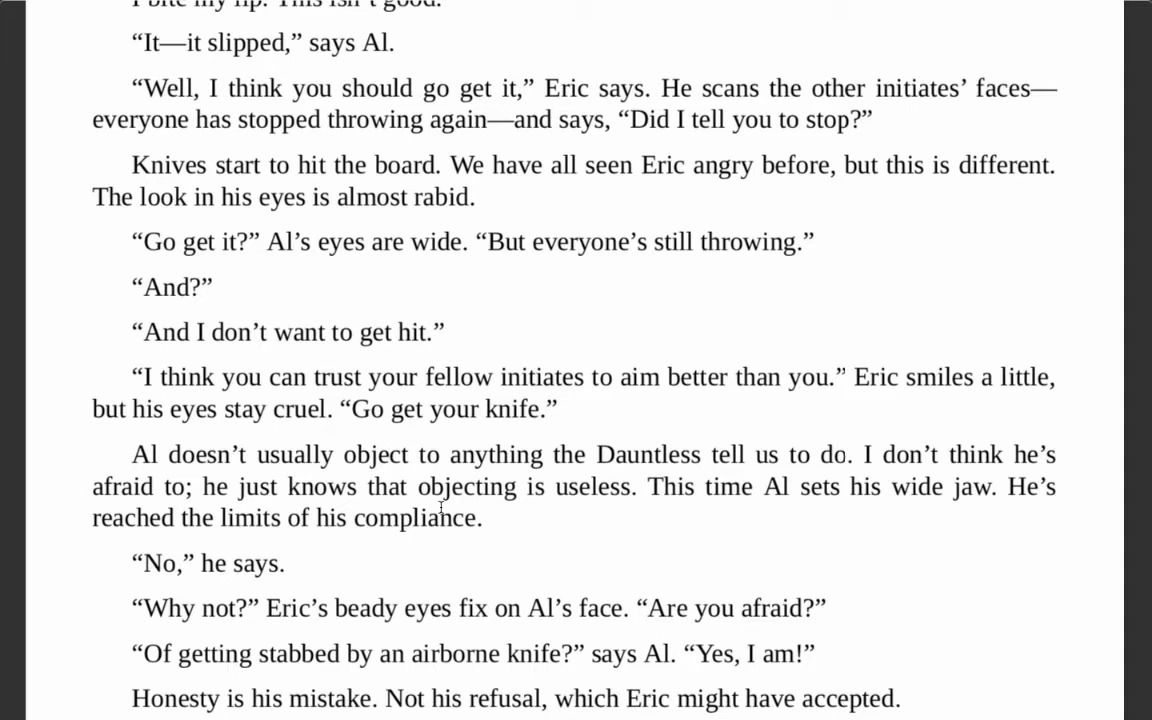 I bite my lip. This isn’t good.
“It—it slipped,” says Al.
“Well, I think you should go get it,” Eric says. He scans the other initiates’ faces—
everyone has stopped throwing again—and says, “Did I tell you to stop?”
Knives start to hit the board. We have all seen Eric angry before, but this is different.
The look in his eyes is almost rabid.
“Go get it?” Al’s eyes are wide. “But everyone’s still throwing.”
“And?”
“And I don’t want to get hit.”
“I think you can trust your fellow initiates to aim better than you.” Eric smiles a little,
but his eyes stay cruel. “Go get your knife.”
Al doesn’t usually object to anything the Dauntless tell us to do. I don’t think he’s
afraid to; he just knows that objecting is useless. This time Al sets his wide jaw. He’s
reached the limits of his compliance.
“No,” he says.
“Why not?” Eric’s beady eyes fix on Al’s face. “Are you afraid?”
“Of getting stabbed by an airborne knife?” says Al. “Yes, I am!”
Honesty is his mistake. Not his refusal, which Eric might have accepted.